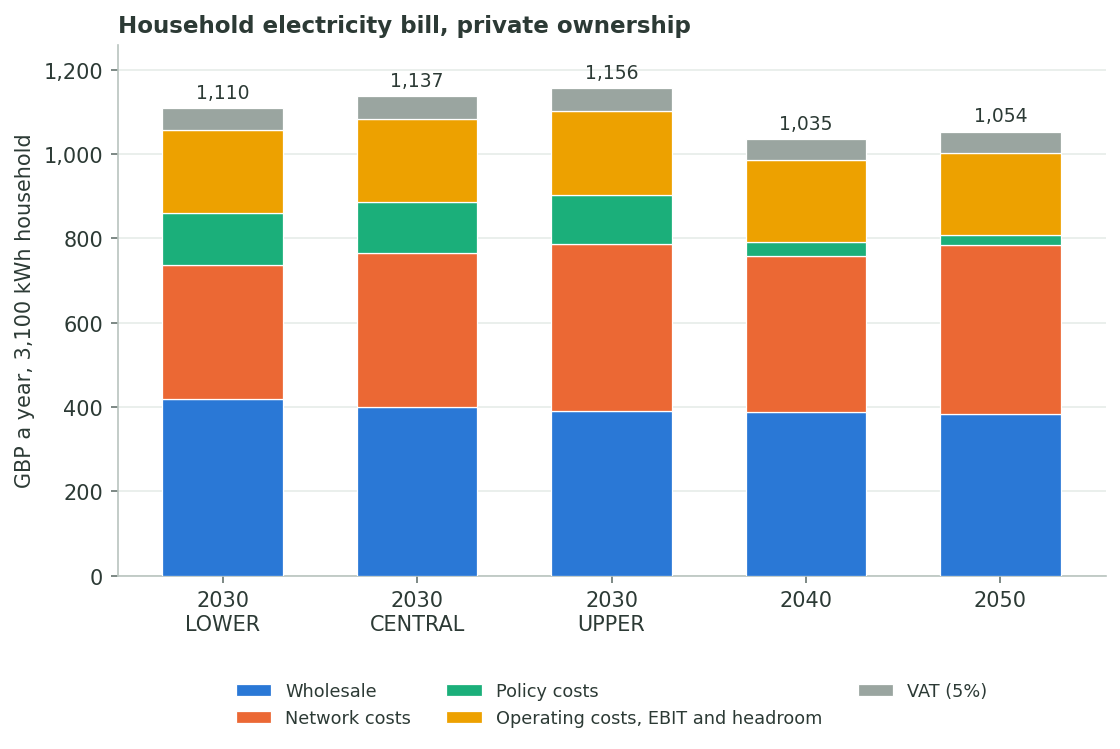 Household electricity bill, private ownership
GBP a year, 3,100 kWh household
1,200
1,000
800
600
400
200
0
1,110
1,137
1,156
1,035
1,054
2030
LOWER
2030
CENTRAL
2030
UPPER
2040
2050
Wholesale
Network costs
Policy costs
Operating costs, EBIT and headroom
VAT (5%)